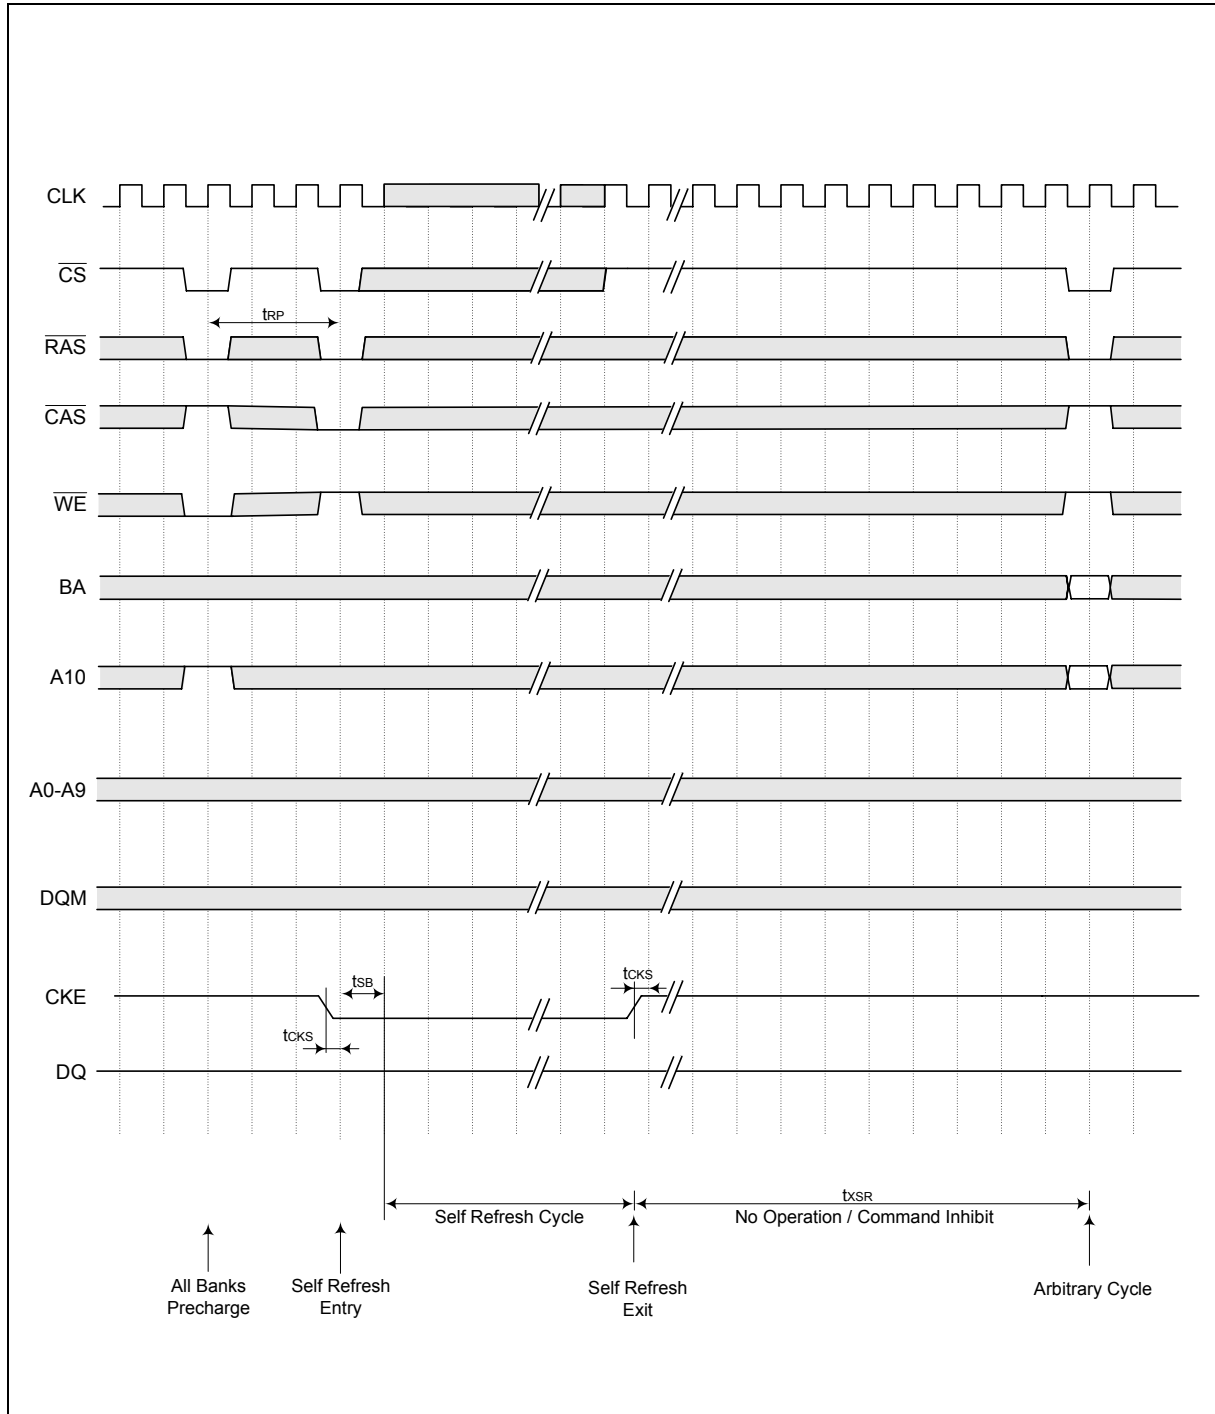 CLK
CS
tRP
RAS
CAS
WE
BA
A10
A0-A9
DQM
tSB
tCKS
CKE
tCKS
DQ
tXSR
Self Refresh Cycle
No Operation / Command Inhibit
All Banks
Precharge
Self Refresh
Entry
Self Refresh
Exit
Arbitrary Cycle